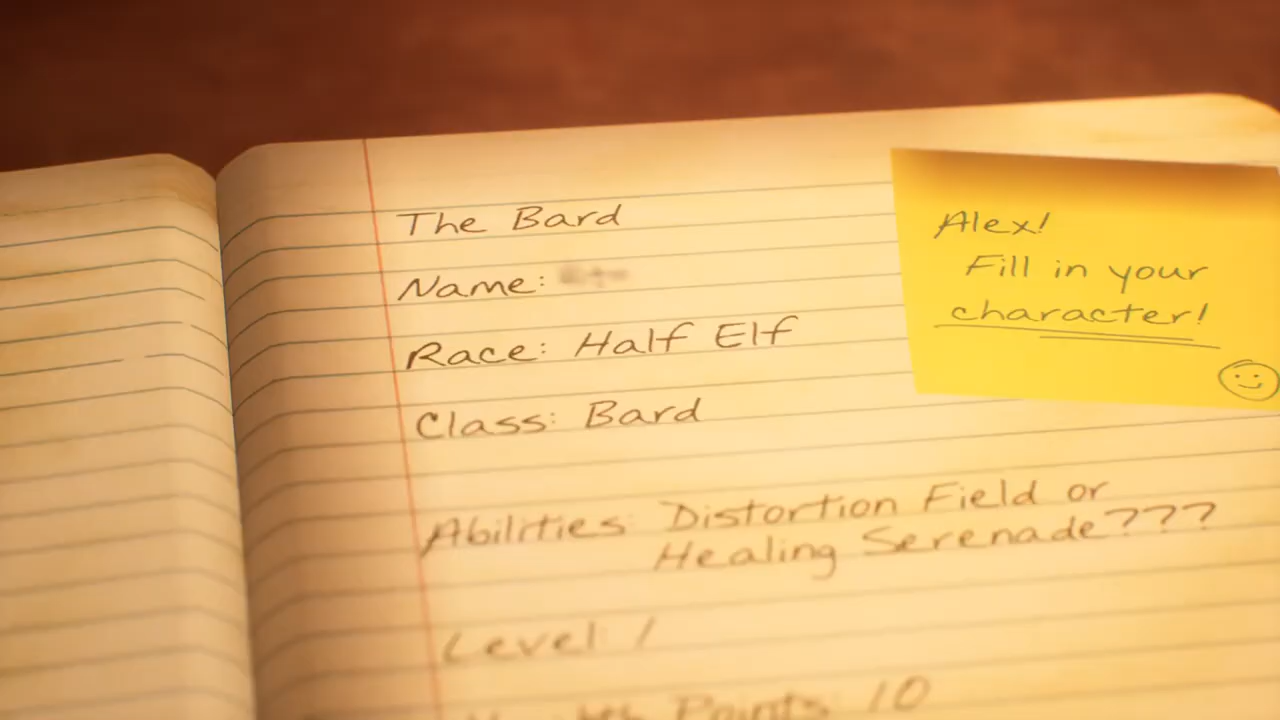 The Bard
Name:
Race: Half Elf
Class: Bard
Abilities: Distortion Field or
Healing Serenade???
Level 1
Points: 10
Alex!
Fill in your
character!